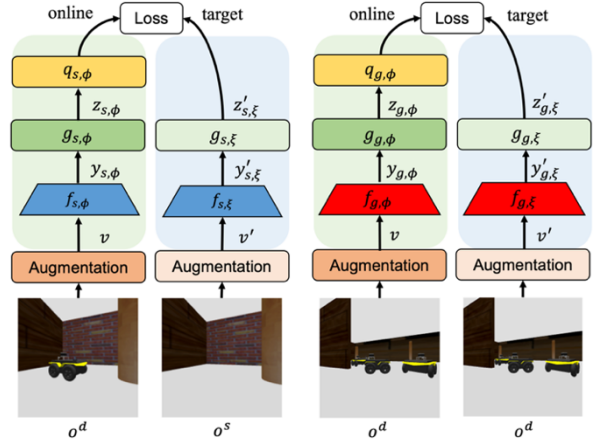 online Loss target online Loss target
q_{s,ϕ} q_{g,ϕ}
z_{s,ϕ} z'_{s,ξ} z_{g,ϕ} z'_{g,ξ}
g_{s,ϕ} g_{s,ξ} g_{g,ϕ} g_{g,ξ}
y_{s,ϕ} y'_{s,ξ} y_{g,ϕ} y'_{g,ξ}
f_{s,ϕ} f_{s,ξ} f_{g,ϕ} f_{g,ξ}
v v' v v'
Augmentation Augmentation Augmentation Augmentation
o^d o^s o^d o^d